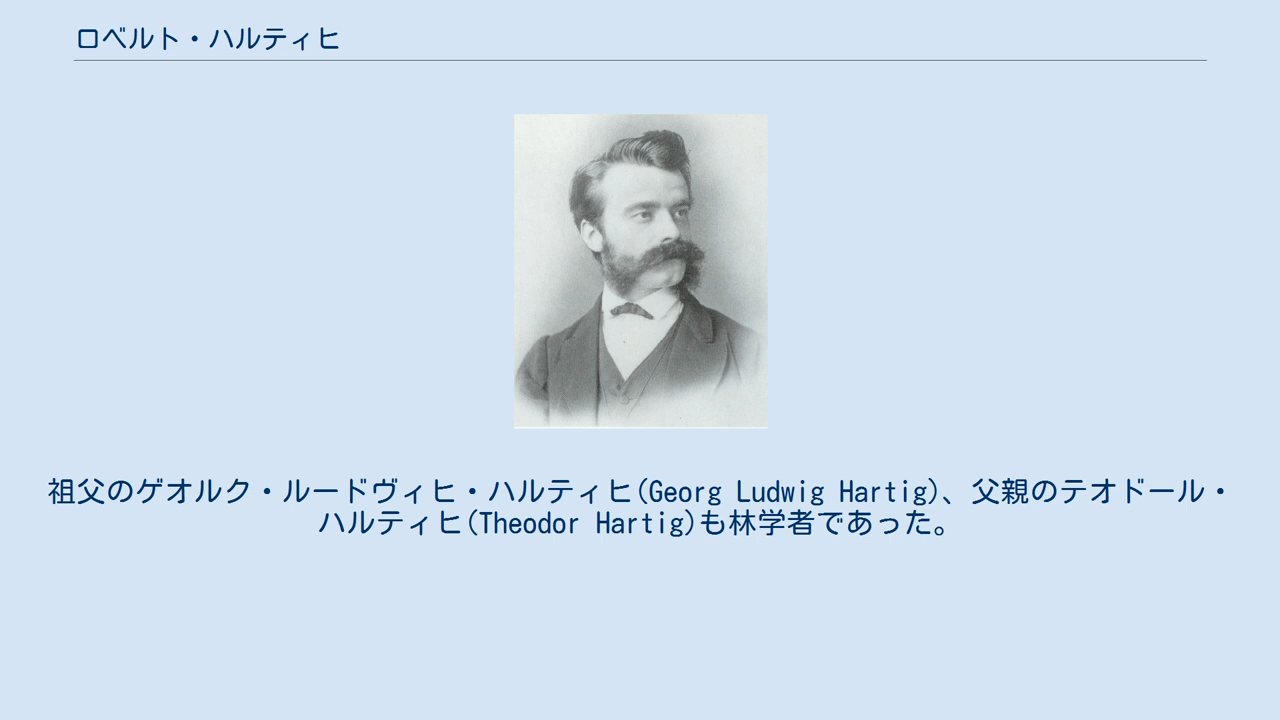 ロベルト・ハルティヒ
祖父のゲオルク・ルードヴィヒ・ハルティヒ(Georg Ludwig Hartig)、父親のテオドール・
ハルティヒ(Theodor Hartig)も林学者であった。